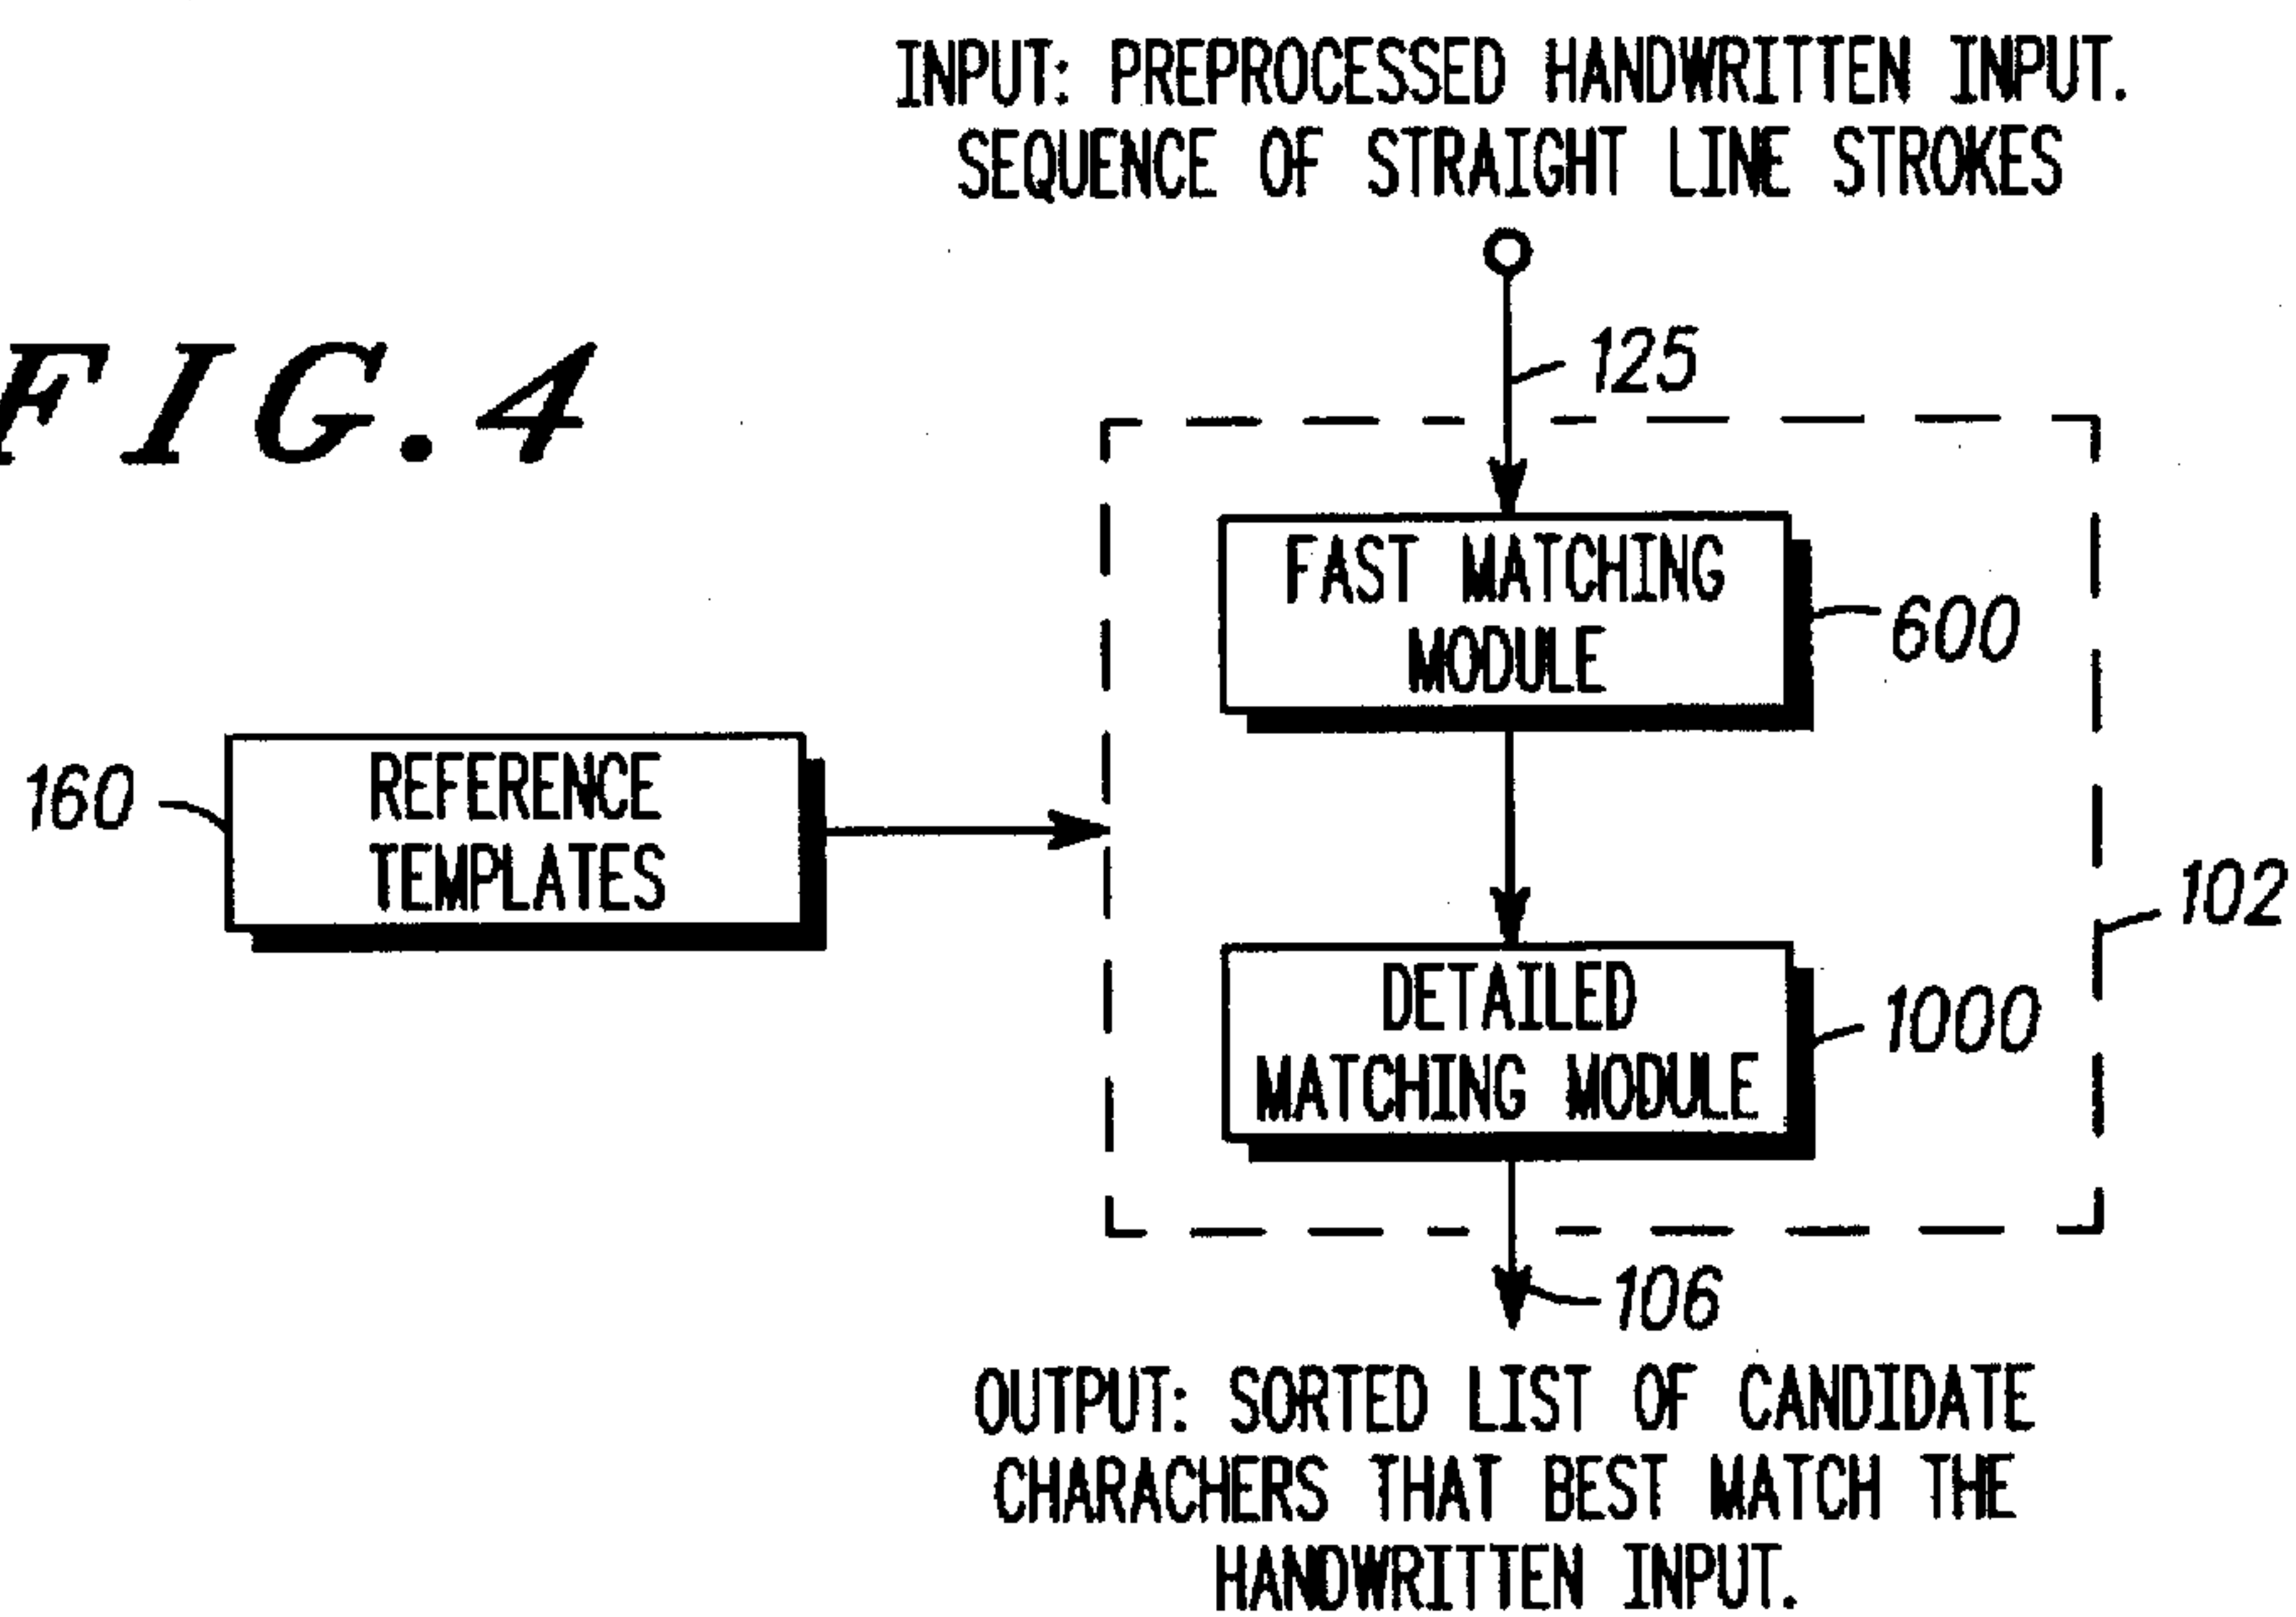 INPUT: PREPROCESSED HANDWRITTEN INPUT.
SEQUENCE OF STRAIGHT LINE STROKES
125
FIG.4
FAST MATCHING
MODULE
600
REFERENCE
TEMPLATES
160
102
DETAILED
MATCHING MODULE
1000
106
OUTPUT: SORTED LIST OF CANDIDATE
CHARACHERS THAT BEST MATCH THE
HANDWRITTEN INPUT.